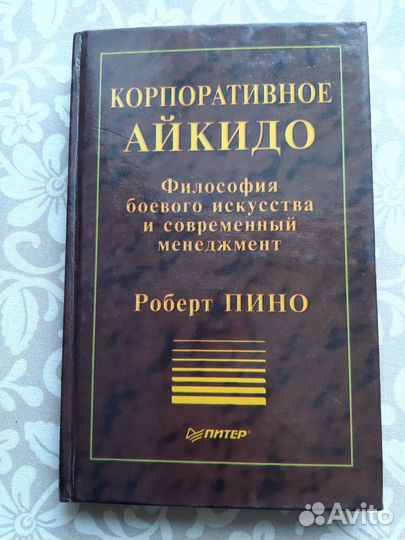 КОРПОРАТИВНОЕ
АЙКИДО
Философия
боевого искусства
и современный
менеджмент
Роберт ПИНО
ПИТЕР®
Avito